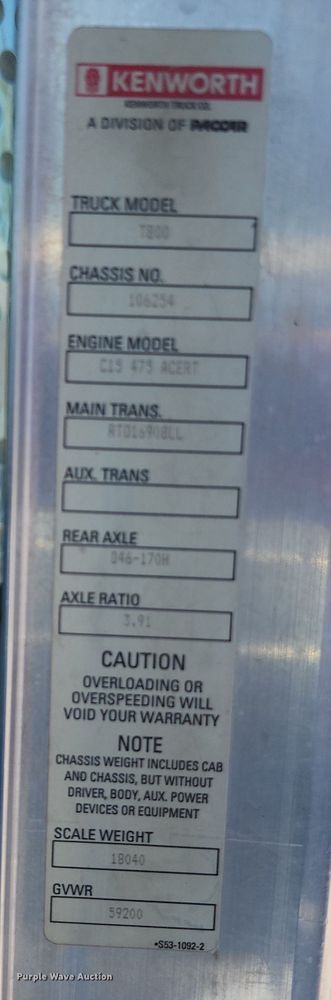 KENWORTH
KENWORTH TRUCK CO.
A DIVISION OF PACCAR
TRUCK MODEL
T800
CHASSIS NO.
106254
ENGINE MODEL
C15 475 ACERT
MAIN TRANS.
RTO16908LL
AUX. TRANS
REAR AXLE
D46-170H
AXLE RATIO
3.91
CAUTION
OVERLOADING OR
OVERSPEEDING WILL
VOID YOUR WARRANTY
NOTE
CHASSIS WEIGHT INCLUDES CAB
AND CHASSIS, BUT WITHOUT
DRIVER, BODY, AUX. POWER
DEVICES OR EQUIPMENT
SCALE WEIGHT
18040
GVWR
59200
*S53-1092-2
Purple Wave Auction